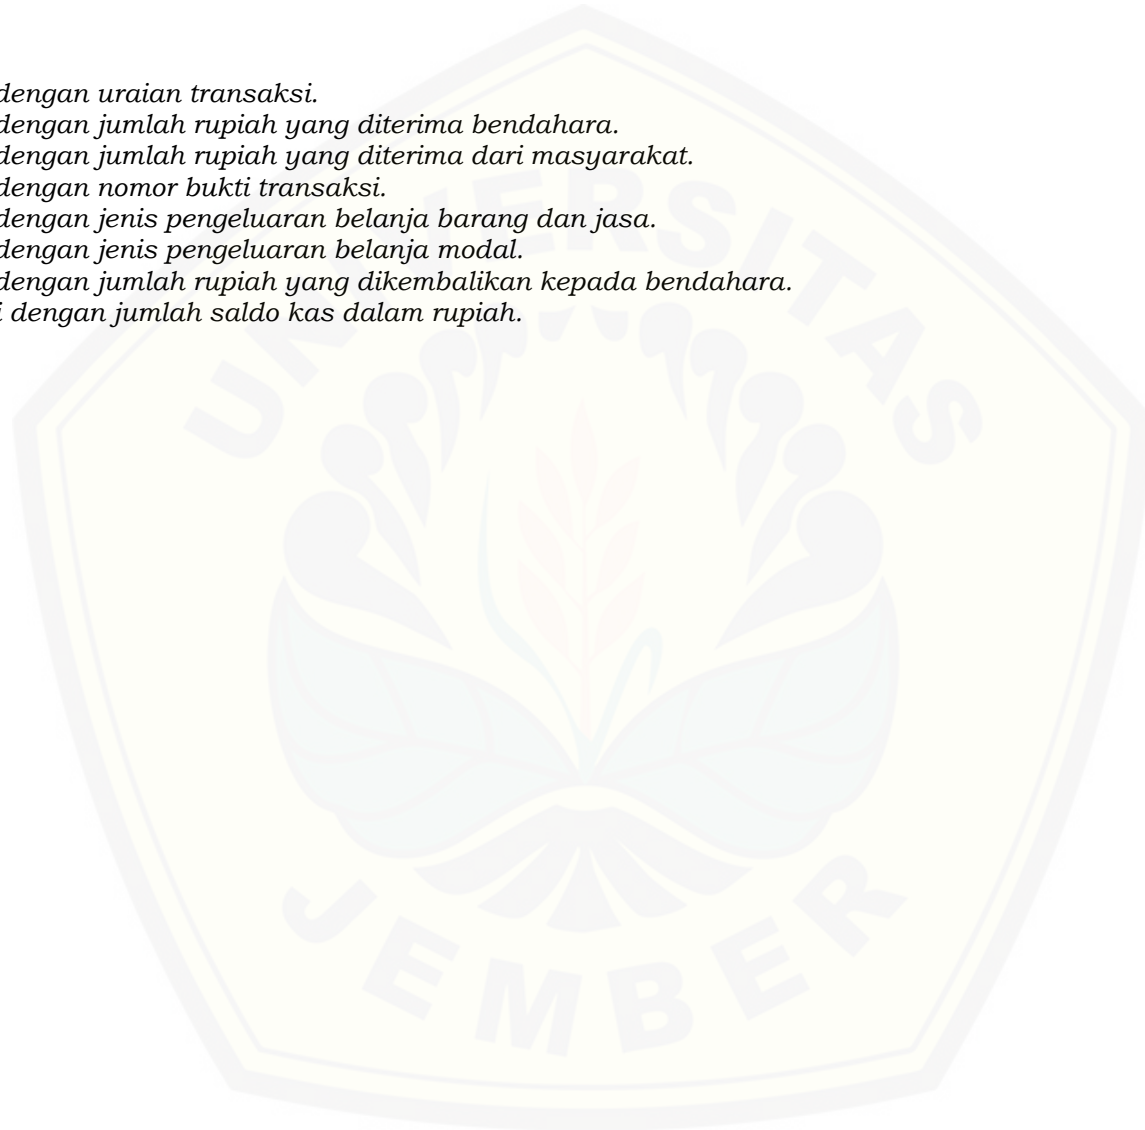 dengan uraian transaksi.
dengan jumlah rupiah yang diterima bendahara.
dengan jumlah rupiah yang diterima dari masyarakat.
dengan nomor bukti transaksi.
dengan jenis pengeluaran belanja barang dan jasa.
dengan jenis pengeluaran belanja modal.
dengan jumlah rupiah yang dikembalikan kepada bendahara.
i dengan jumlah saldo kas dalam rupiah.
UNIVERSITAS
JEMBER